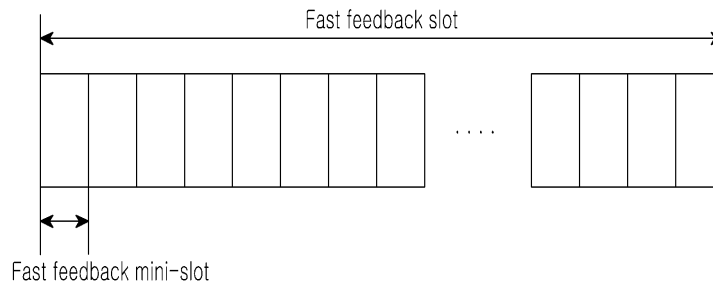 Fast feedback slot
. . . .
Fast feedback mini-slot